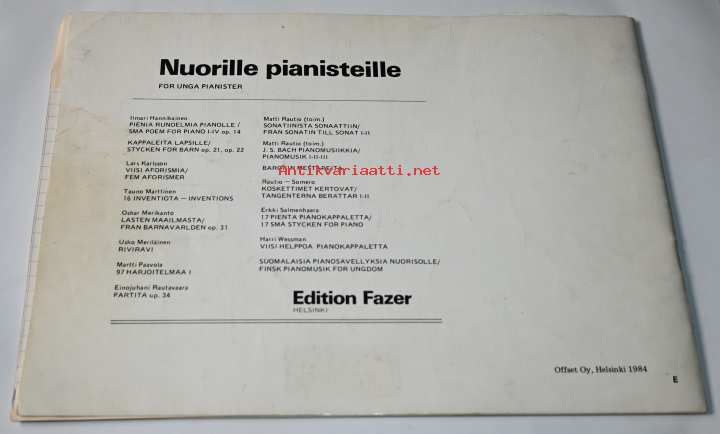 Nuorille pianisteille
FOR UNGA PIANISTER
Ilmari Hannikainen
PIENIÄ RUNOELMIA PIANOLLE /
SMÅ POEM FOR PIANO I-IV op. 14
KAPPALEITA LAPSILLE/
STYCKEN FÖR BARN op. 21, op. 22
Lars Karlsson
VIISI AFORISMIA/
FEM AFORISMER
Tauno Marttinen
16 INVENTIOTA – INVENTIONS
Oskar Merikanto
LASTEN MAAILMASTA/
FRÅN BARNAVÄRLDEN op. 31
Usko Meriläinen
RIVIRAVI
Martti Paavola
97 HARJOITELMAA I
Einojuhani Rautavaara
PARTITA op. 34
Matti Rautio (toim.)
SONATIINISTA SONAATTIIN/
FRÅN SONATIN TILL SONAT I-II
Matti Rautio (toim.)
J. S. BACH PIANOMUSIIKKIA/
PIANOMUSIK I-II-III
BAROKIN MESTAREITA
Rautio – Somero
KOSKETTIMET KERTOVAT/
TANGENTERNA BERÄTTAR I-II
Erkki Salmenhaara
17 PIENTÄ PIANOKAPPALETTA/
17 SMÅ STYCKEN FÖR PIANO
Harri Wessman
VIISI HELPPOA PIANOKAPPALETTA
SUOMALAISIA PIANOSÄVELLYKSIÄ NUORISOLLE/
FINSK PIANOMUSIK FÖR UNGDOM
Edition Fazer
HELSINKI
Offset Oy, Helsinki 1984
E
Antikvariaatti.net